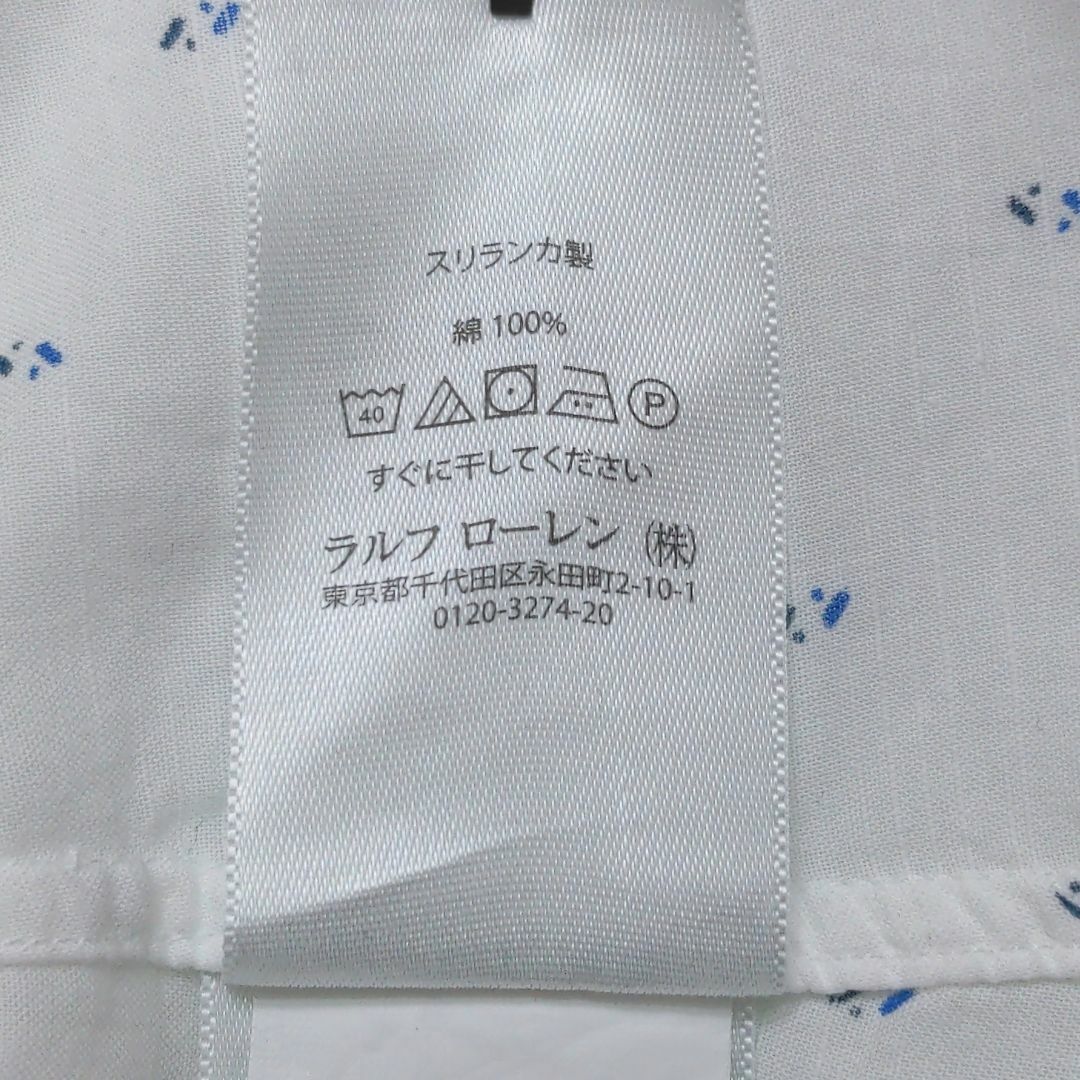 スリランカ製
綿 100%
40 P
すぐに干してください
ラルフ ローレン (株)
東京都千代田区永田町2-10-1
0120-3274-20